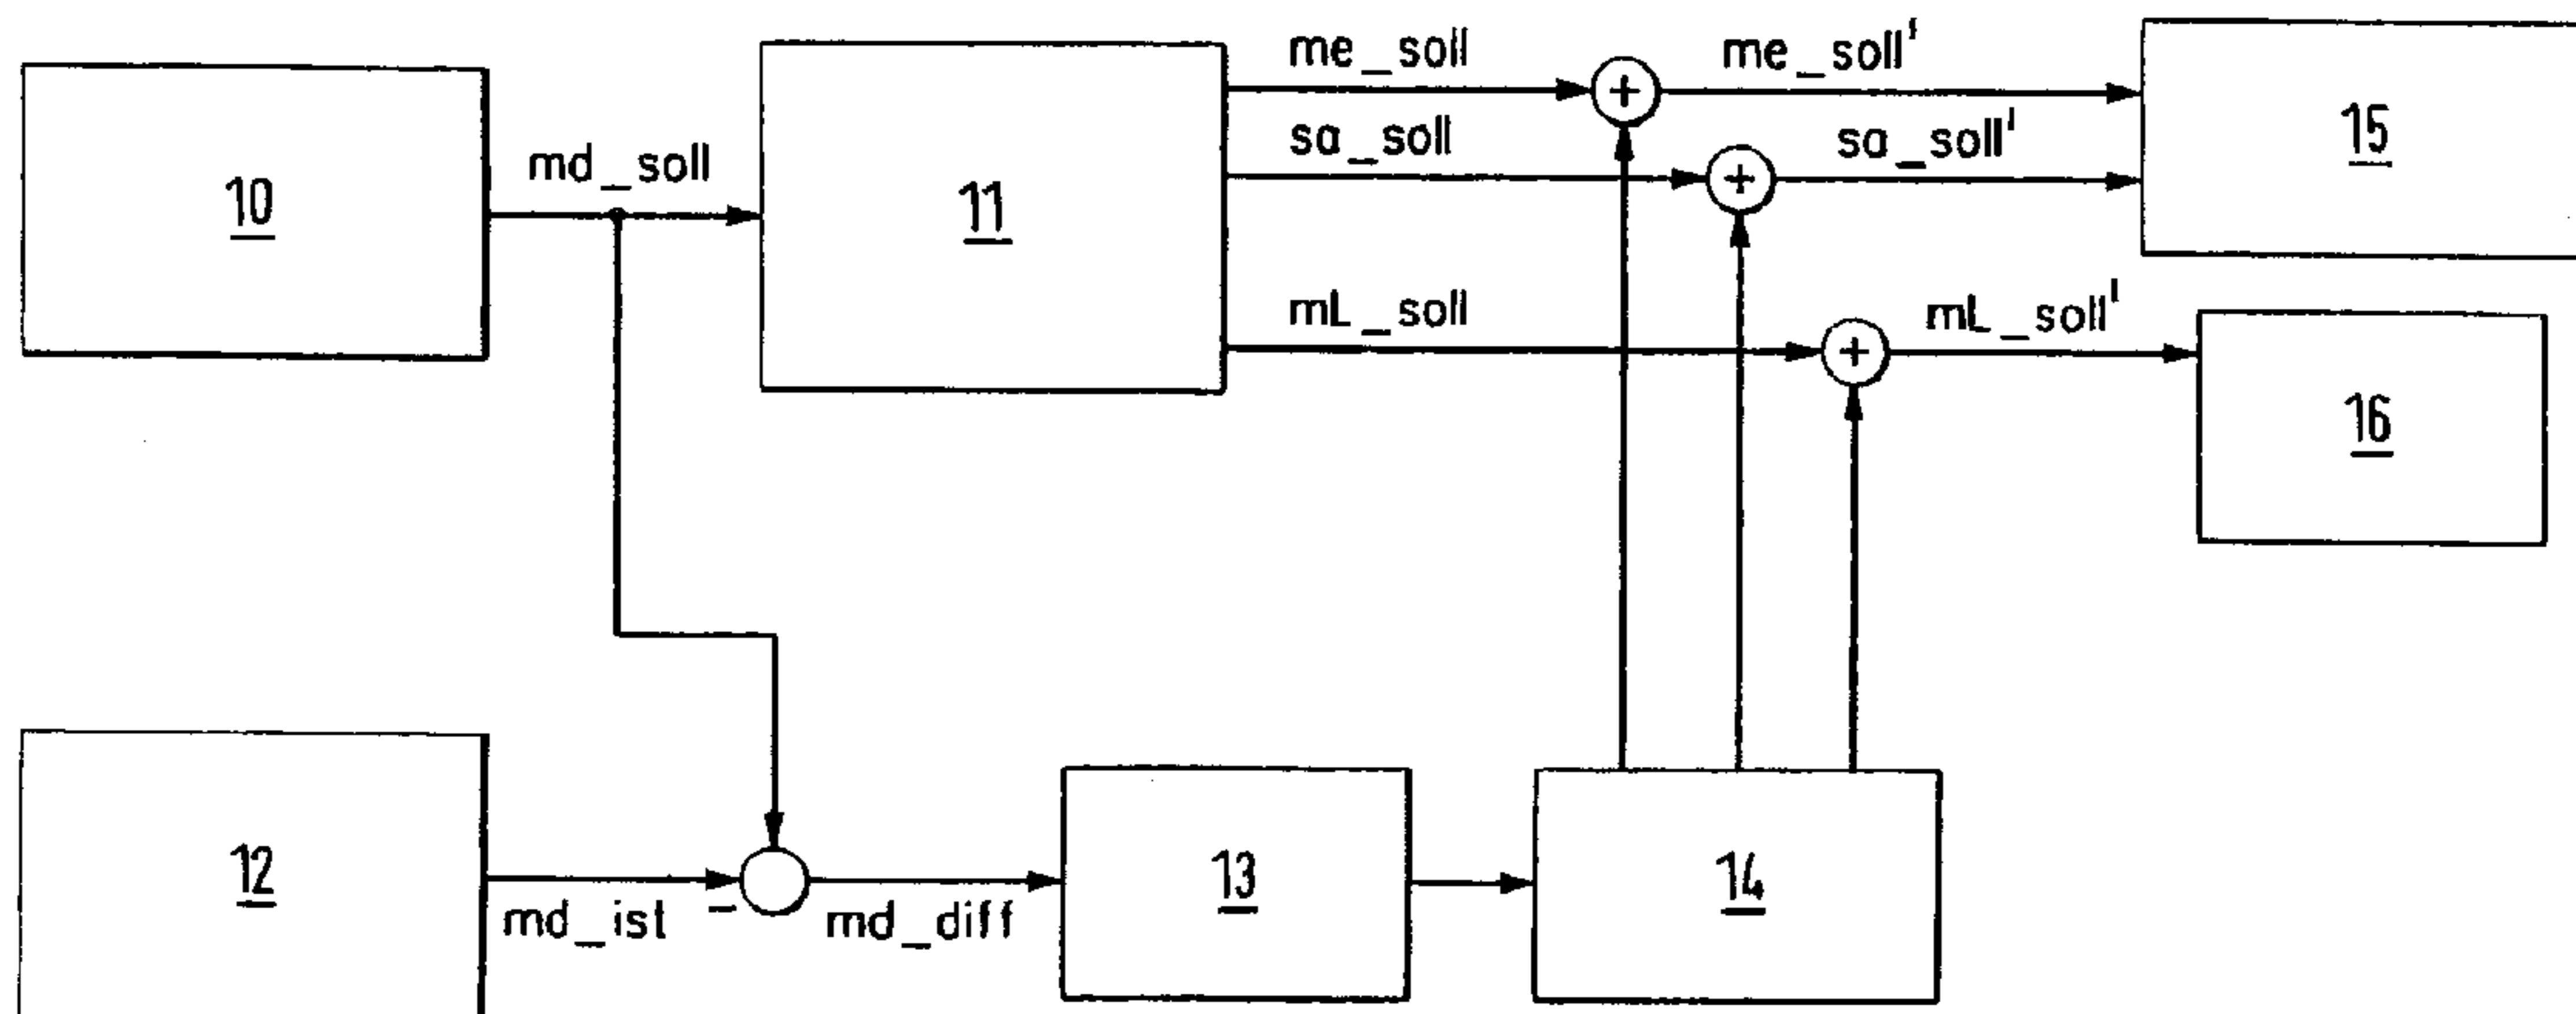 me_soll
me_soll'
sa_soll
sa_soll'
15
md_soll
10
11
mL_soll
mL_soll'
16
12
md_ist
-
md_diff
13
14
+
+
+